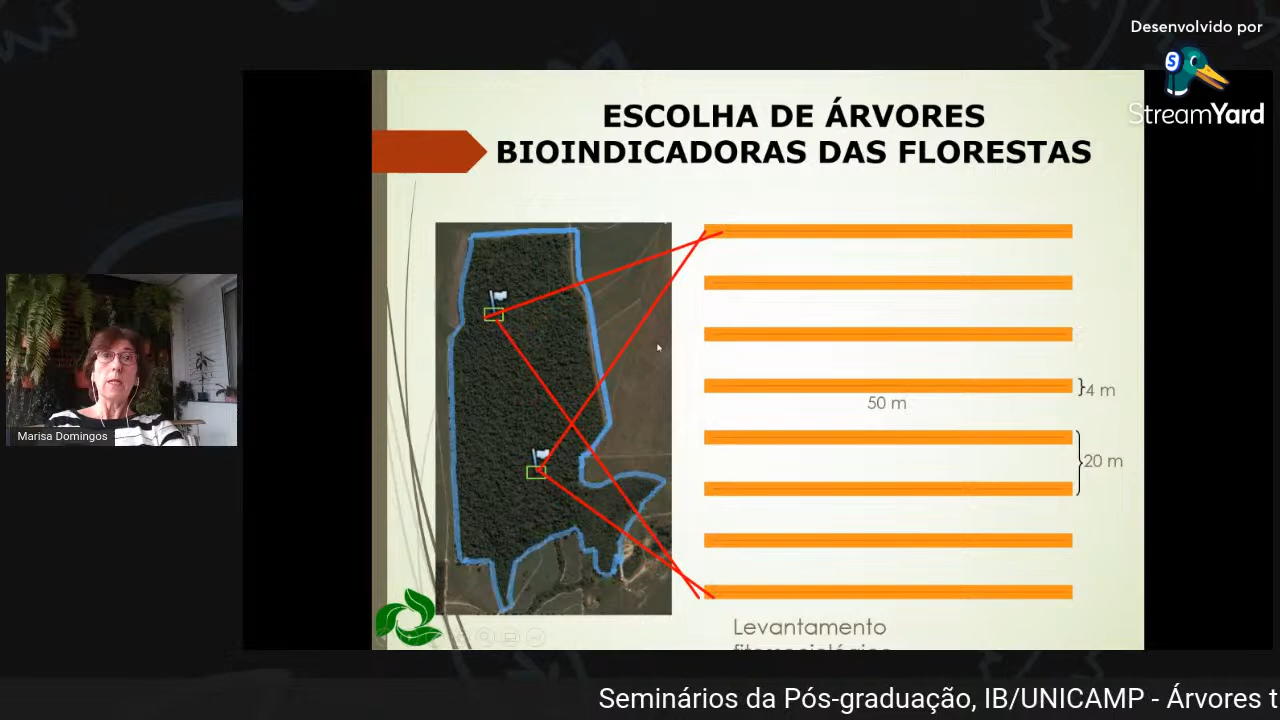 Desenvolvido por
S
StreamYard
ESCOLHA DE ÁRVORES
BIOINDICADORAS DAS FLORESTAS
4 m
50 m
20 m
Marisa Domingos
Levantamento
fitossociológico
Seminários da Pós-graduação, IB/UNICAMP - Árvores t